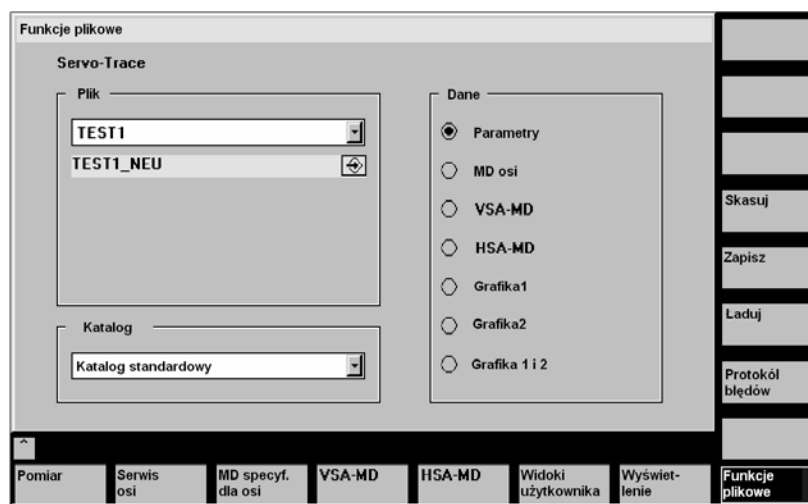 Funkcje plikowe
Servo-Trace
Plik
TEST1
TEST1_NEU
Katalog
Katalog standardowy
Dane
Parametry
MD osi
VSA-MD
HSA-MD
Grafika1
Grafika2
Grafika 1 i 2
Skasuj
Zapisz
Laduj
Protokól
blędów
^
Pomiar
Serwis
osi
MD specyf.
dla osi
VSA-MD
HSA-MD
Widoki
użytkownika
Wyświet-
lenie
Funkcje
plikowe